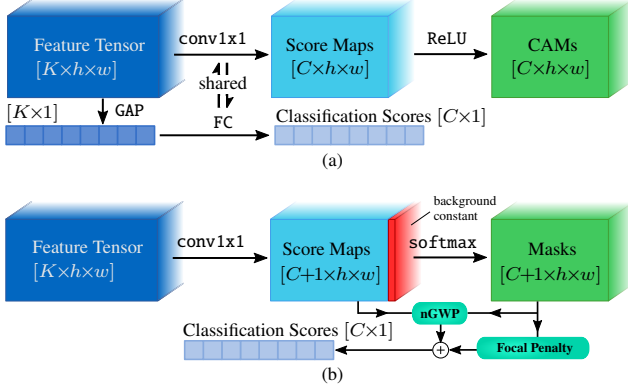 Feature Tensor
[K×h×w]
conv1x1
Score Maps
[C×h×w]
ReLU
CAMs
[C×h×w]
shared
[K×1]
GAP
FC
Classification Scores [C×1]
(a)
background
constant
Feature Tensor
[K×h×w]
conv1x1
Score Maps
[C+1×h×w]
softmax
Masks
[C+1×h×w]
nGWP
Classification Scores [C×1]
+
Focal Penalty
(b)